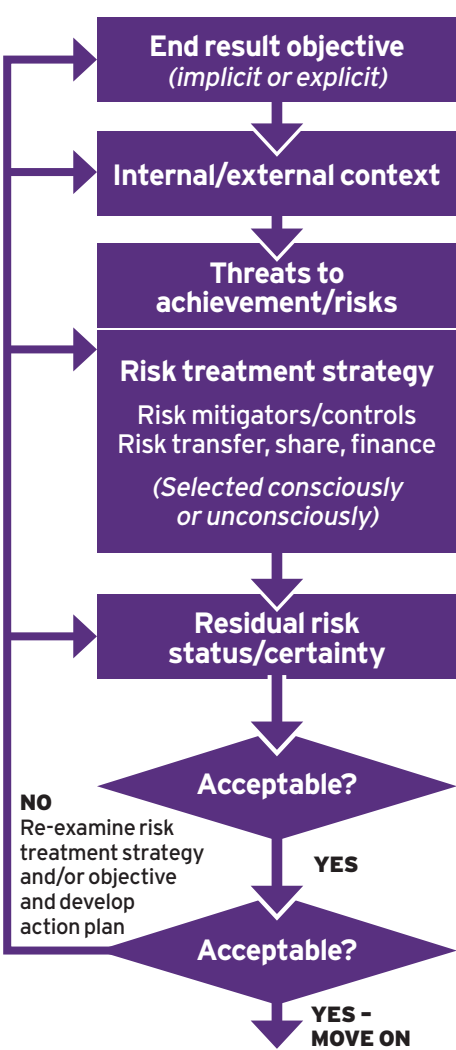 End result objective
(implicit or explicit)
Internal/external context
Threats to
achievement/risks
Risk treatment strategy
Risk mitigators/controls
Risk transfer, share, finance
(Selected consciously
or unconsciously)
Residual risk
status/certainty
Acceptable?
NO
Re-examine risk
treatment strategy
and/or objective
and develop
action plan
YES
Acceptable?
YES –
MOVE ON